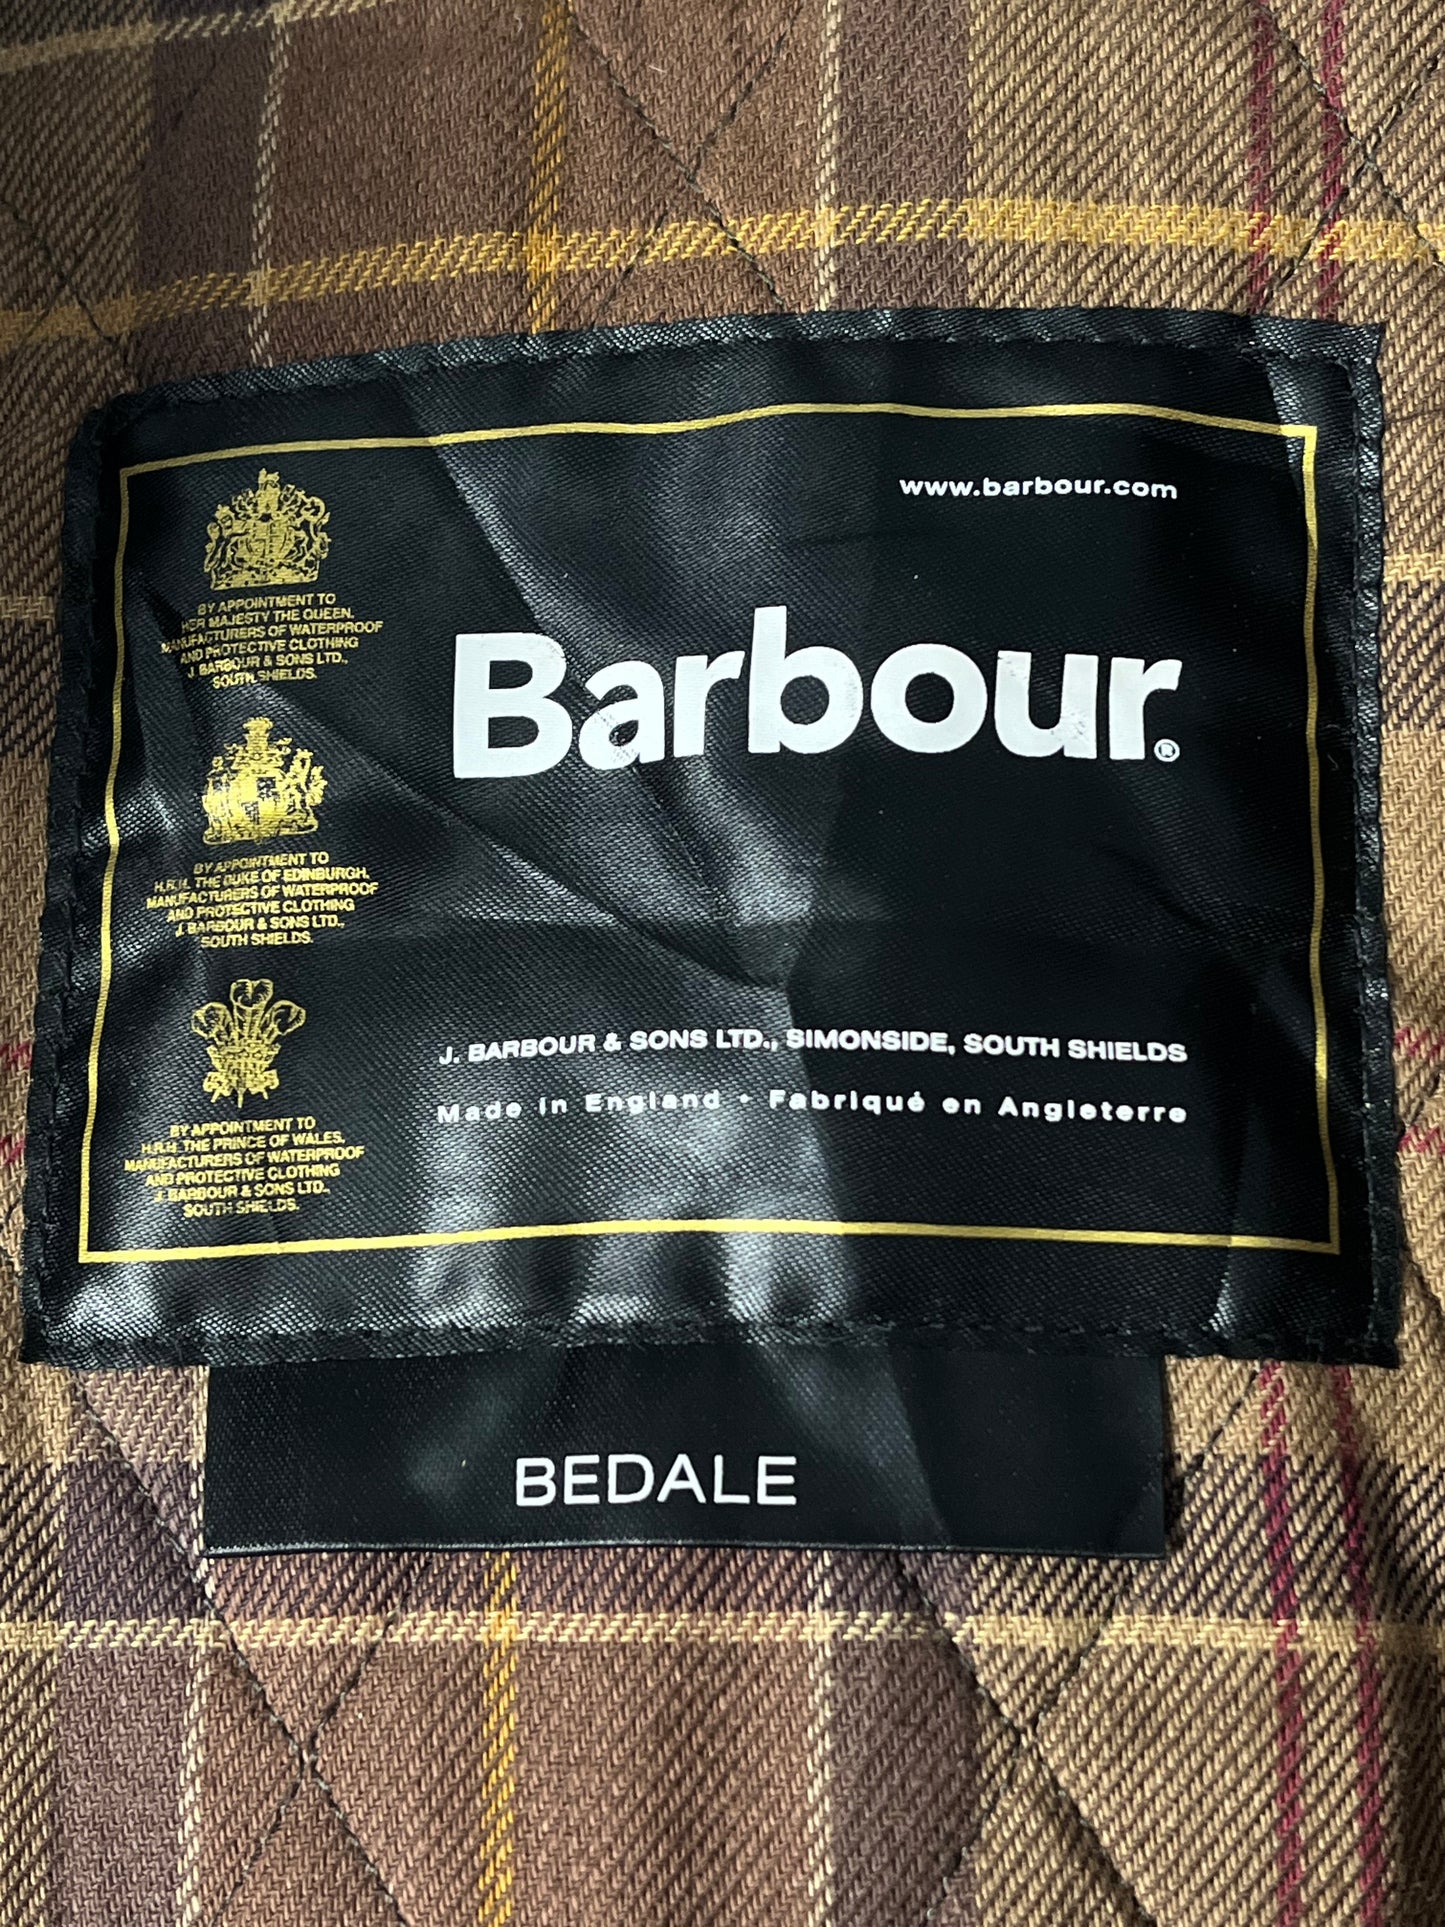 www.barbour.com
BY APPOINTMENT TO
HER MAJESTY THE QUEEN.
MANUFACTURERS OF WATERPROOF
AND PROTECTIVE CLOTHING
J. BARBOUR & SONS LTD.,
SOUTH SHIELDS.
Barbour®
BY APPOINTMENT TO
H.R.H. THE DUKE OF EDINBURGH,
MANUFACTURERS OF WATERPROOF
AND PROTECTIVE CLOTHING
J. BARBOUR & SONS LTD.,
SOUTH SHIELDS.
BY APPOINTMENT TO
H.R.H. THE PRINCE OF WALES,
MANUFACTURERS OF WATERPROOF
AND PROTECTIVE CLOTHING
J. BARBOUR & SONS LTD.,
SOUTH SHIELDS.
J. BARBOUR & SONS LTD., SIMONSIDE, SOUTH SHIELDS
Made in England • Fabriqué en Angleterre
BEDALE